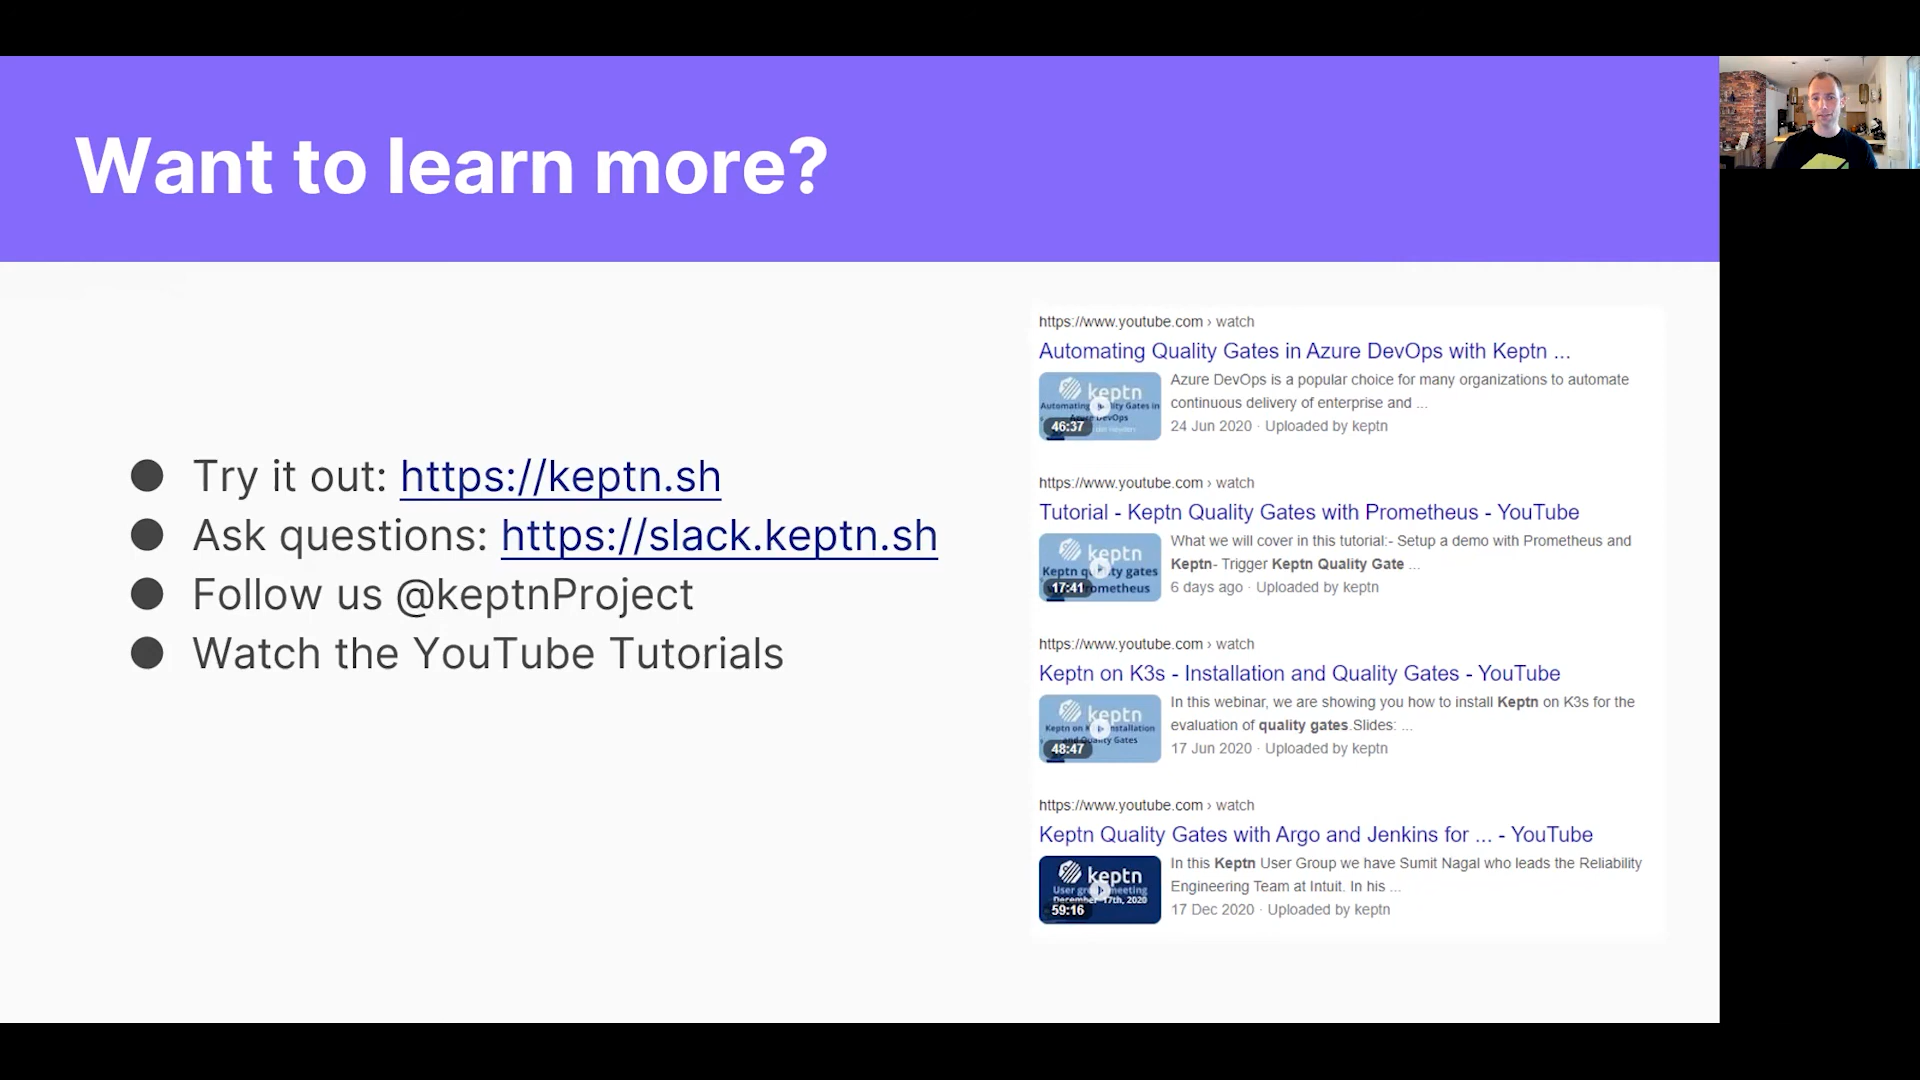 Want to learn more?
Try it out: https://keptn.sh
Ask questions: https://slack.keptn.sh
Follow us @keptnProject
Watch the YouTube Tutorials
https://www.youtube.com › watch
Automating Quality Gates in Azure DevOps with Keptn ...
keptn
46:37
Azure DevOps is a popular choice for many organizations to automate
continuous delivery of enterprise and ...
24 Jun 2020 · Uploaded by keptn
https://www.youtube.com › watch
Tutorial - Keptn Quality Gates with Prometheus - YouTube
keptn
17:41
What we will cover in this tutorial:- Setup a demo with Prometheus and
Keptn- Trigger Keptn Quality Gate ...
6 days ago · Uploaded by keptn
https://www.youtube.com › watch
Keptn on K3s - Installation and Quality Gates - YouTube
keptn
48:47
In this webinar, we are showing you how to install Keptn on K3s for the
evaluation of quality gates.Slides: ...
17 Jun 2020 · Uploaded by keptn
https://www.youtube.com › watch
Keptn Quality Gates with Argo and Jenkins for ... - YouTube
keptn
December 17th, 2020
59:16
In this Keptn User Group we have Sumit Nagal who leads the Reliability
Engineering Team at Intuit. In his ...
17 Dec 2020 · Uploaded by keptn